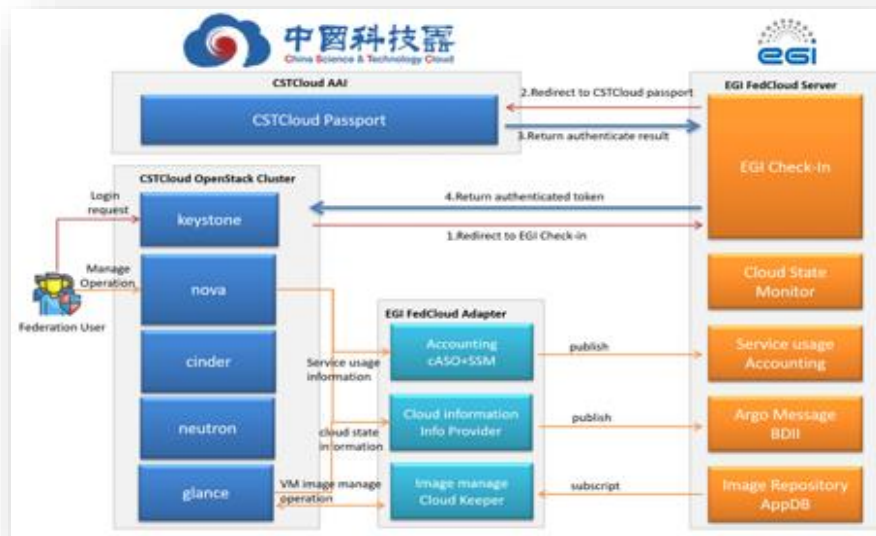 中國科技雲
China Science & Technology Cloud
EGI
CSTCloud AAI
CSTCloud Passport
2.Redirect to CSTCloud passport
3.Return authenticate result
EGI FedCloud Server
EGI Check-In
CSTCloud OpenStack Cluster
Login
request
keystone
4.Return authenticated token
1.Redirect to EGI Check-in
Manage
Operation
nova
Federation User
Cloud State
Monitor
EGI FedCloud Adapter
cinder
Service usage
information
Accounting
cASO+SSM
publish
Service usage
Accounting
neutron
cloud state
information
Cloud information
Info Provider
publish
Argo Message
BDII
glance
VM image manage
operation
Image manage
Cloud Keeper
subscript
Image Repository
AppDB